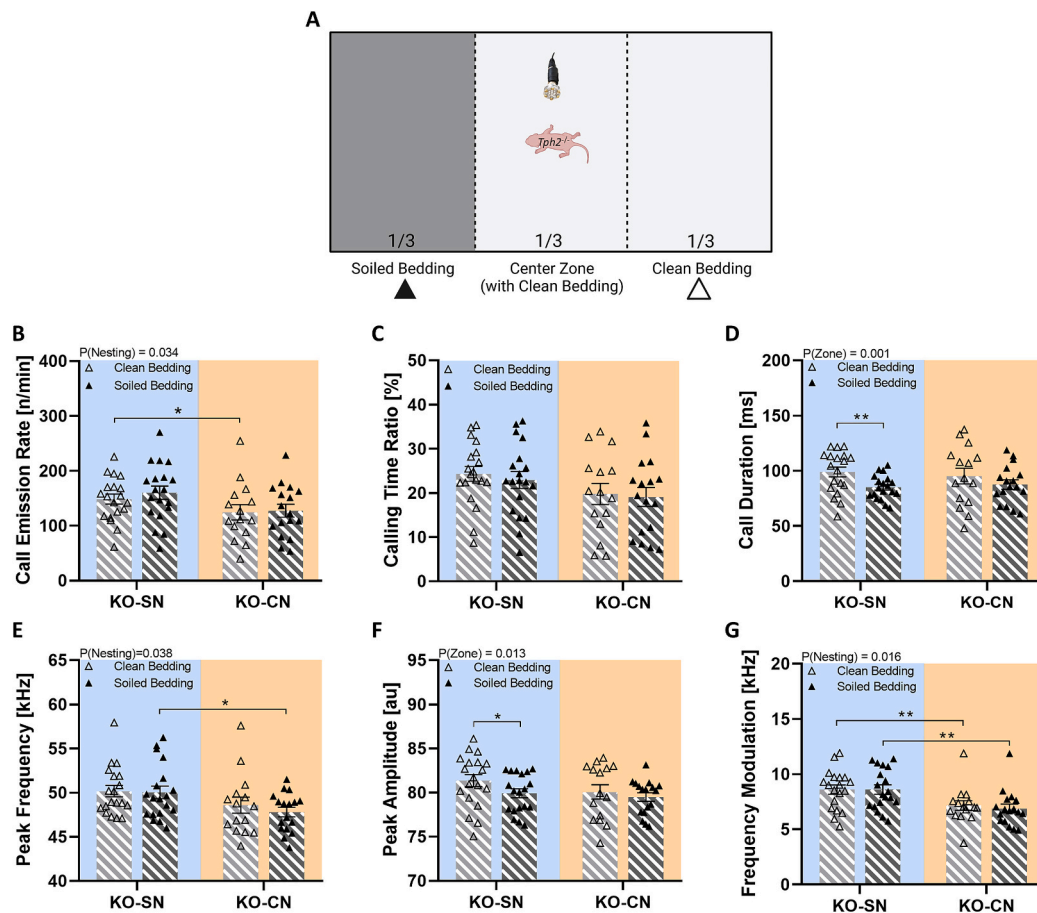 A
Tph2-/-
1/3 1/3 1/3
Soiled Bedding Center Zone Clean Bedding
(with Clean Bedding)
B
P(Nesting) = 0.034
Clean Bedding
Soiled Bedding
*
Call Emission Rate [n/min]
400
300
200
100
0
KO-SN KO-CN
C
Clean Bedding
Soiled Bedding
Calling Time Ratio [%]
50
40
30
20
10
0
KO-SN KO-CN
D
P(Zone) = 0.001
Clean Bedding
Soiled Bedding
**
Call Duration [ms]
200
150
100
50
0
KO-SN KO-CN
E
P(Nesting)=0.038
Clean Bedding
Soiled Bedding
*
Peak Frequency [kHz]
65
60
55
50
45
40
KO-SN KO-CN
F
P(Zone) = 0.013
Clean Bedding
Soiled Bedding
*
Peak Amplitude [au]
95
90
85
80
75
70
KO-SN KO-CN
G
P(Nesting) = 0.016
Clean Bedding
Soiled Bedding
**
**
Frequency Modulation [kHz]
20
15
10
5
0
KO-SN KO-CN